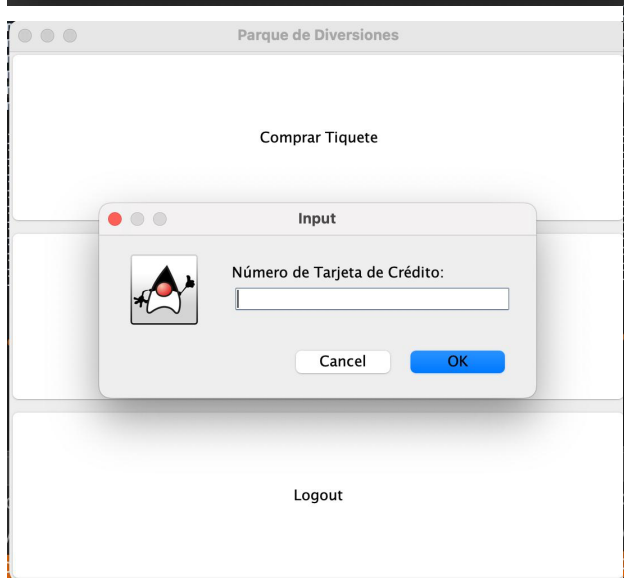 Parque de Diversiones
Comprar Tiquete
Input
Número de Tarjeta de Crédito:
Cancel
OK
Logout